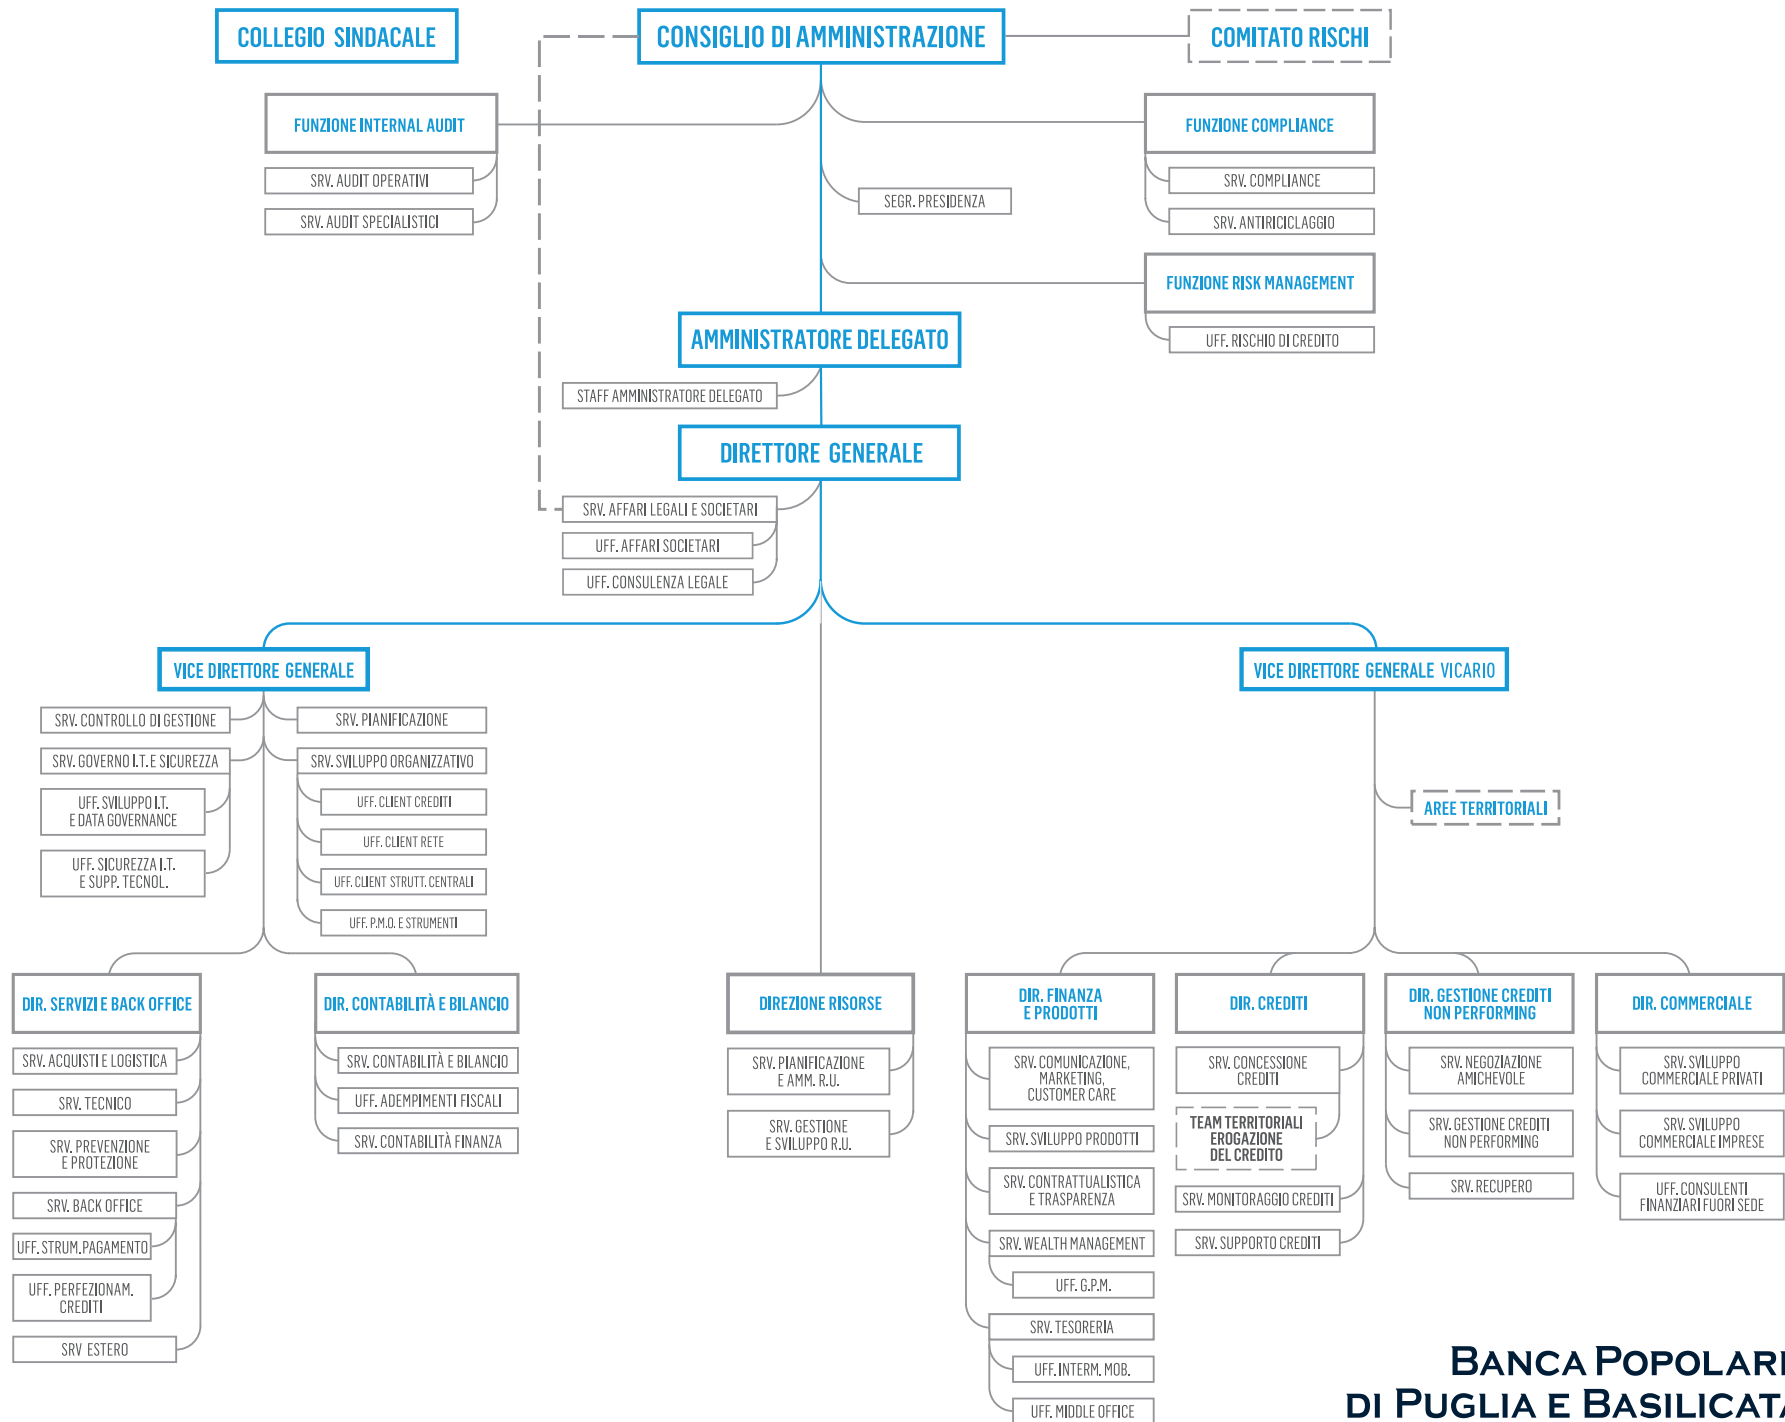 COLLEGIO SINDACALE
CONSIGLIO DI AMMINISTRAZIONE
COMITATO RISCHI
FUNZIONE INTERNAL AUDIT
SRV. AUDIT OPERATIVI
SRV. AUDIT SPECIALISTICI
SEGR. PRESIDENZA
FUNZIONE COMPLIANCE
SRV. COMPLIANCE
SRV. ANTIRICICLAGGIO
FUNZIONE RISK MANAGEMENT
UFF. RISCHIO DI CREDITO
AMMINISTRATORE DELEGATO
STAFF AMMINISTRATORE DELEGATO
DIRETTORE GENERALE
SRV. AFFARI LEGALI E SOCIETARI
UFF. AFFARI SOCIETARI
UFF. CONSULENZA LEGALE
VICE DIRETTORE GENERALE
SRV. CONTROLLO DI GESTIONE
SRV. GOVERNO I.T. E SICUREZZA
UFF. SVILUPPO I.T.
E DATA GOVERNANCE
UFF. SICUREZZA I.T.
E SUPP. TECNOL.
SRV. PIANIFICAZIONE
SRV. SVILUPPO ORGANIZZATIVO
UFF. CLIENT CREDITI
UFF. CLIENT RETE
UFF. CLIENT STRUTT. CENTRALI
UFF. P.M.O. E STRUMENTI
VICE DIRETTORE GENERALE VICARIO
AREE TERRITORIALI
DIR. SERVIZI E BACK OFFICE
SRV. ACQUISTI E LOGISTICA
SRV. TECNICO
SRV. PREVENZIONE
E PROTEZIONE
SRV. BACK OFFICE
UFF. STRUM.PAGAMENTO
UFF. PERFEZIONAM.
CREDITI
SRV ESTERO
DIR. CONTABILITÀ E BILANCIO
SRV. CONTABILITÀ E BILANCIO
UFF. ADEMPIMENTI FISCALI
SRV. CONTABILITÀ FINANZA
DIREZIONE RISORSE
SRV. PIANIFICAZIONE
E AMM. R.U.
SRV. GESTIONE
E SVILUPPO R.U.
DIR. FINANZA
E PRODOTTI
SRV. COMUNICAZIONE,
MARKETING,
CUSTOMER CARE
SRV. SVILUPPO PRODOTTI
SRV. CONTRATTUALISTICA
E TRASPARENZA
SRV. WEALTH MANAGEMENT
UFF. G.P.M.
SRV. TESORERIA
UFF. INTERM. MOB.
UFF. MIDDLE OFFICE
DIR. CREDITI
SRV. CONCESSIONE
CREDITI
TEAM TERRITORIALI
EROGAZIONE
DEL CREDITO
SRV. MONITORAGGIO CREDITI
SRV. SUPPORTO CREDITI
DIR. GESTIONE CREDITI
NON PERFORMING
SRV. NEGOZIAZIONE
AMICHEVOLE
SRV. GESTIONE CREDITI
NON PERFORMING
SRV. RECUPERO
DIR. COMMERCIALE
SRV. SVILUPPO
COMMERCIALE PRIVATI
SRV. SVILUPPO
COMMERCIALE IMPRESE
UFF. CONSULENTI
FINANZIARI FUORI SEDE
BANCA POPOLARE
DI PUGLIA E BASILICATA